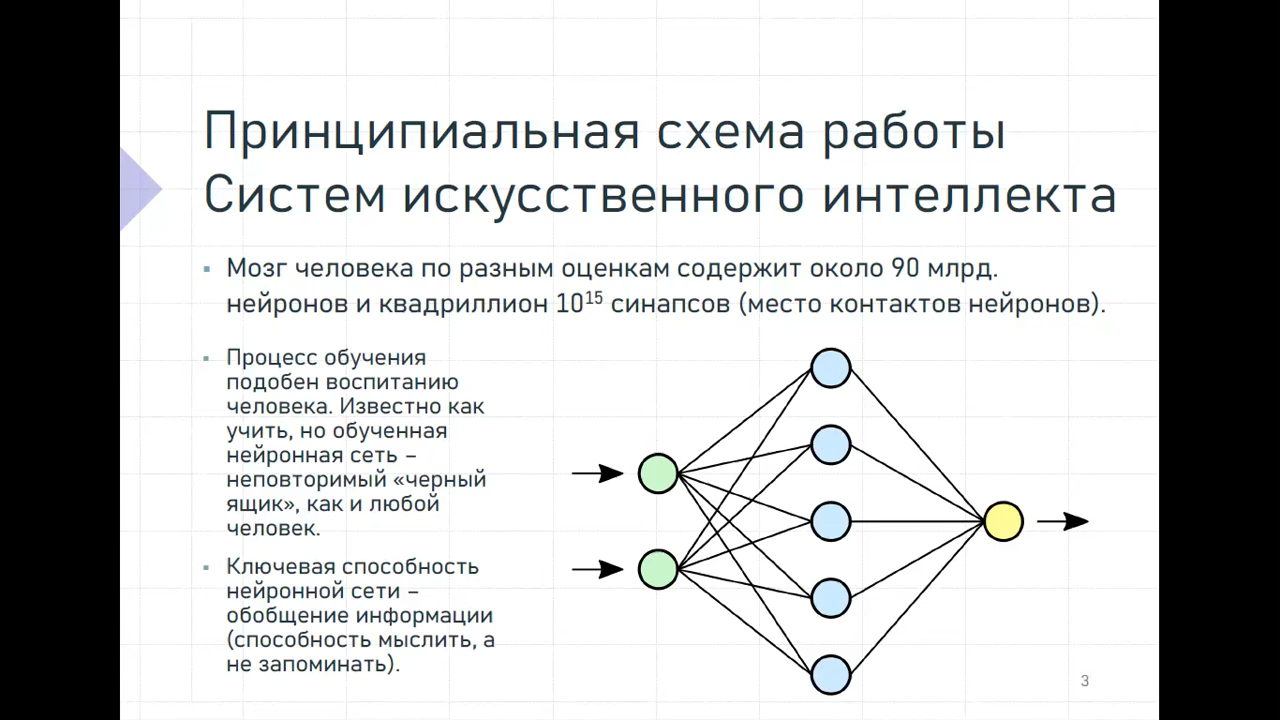 Принципиальная схема работы
Систем искусственного интеллекта
▪ Мозг человека по разным оценкам содержит около 90 млрд.
нейронов и квадриллион 10¹⁵ синапсов (место контактов нейронов).
▪ Процесс обучения
подобен воспитанию
человека. Известно как
учить, но обученная
нейронная сеть –
неповторимый «черный
ящик», как и любой
человек.
▪ Ключевая способность
нейронной сети –
обобщение информации
(способность мыслить, а
не запоминать).
3